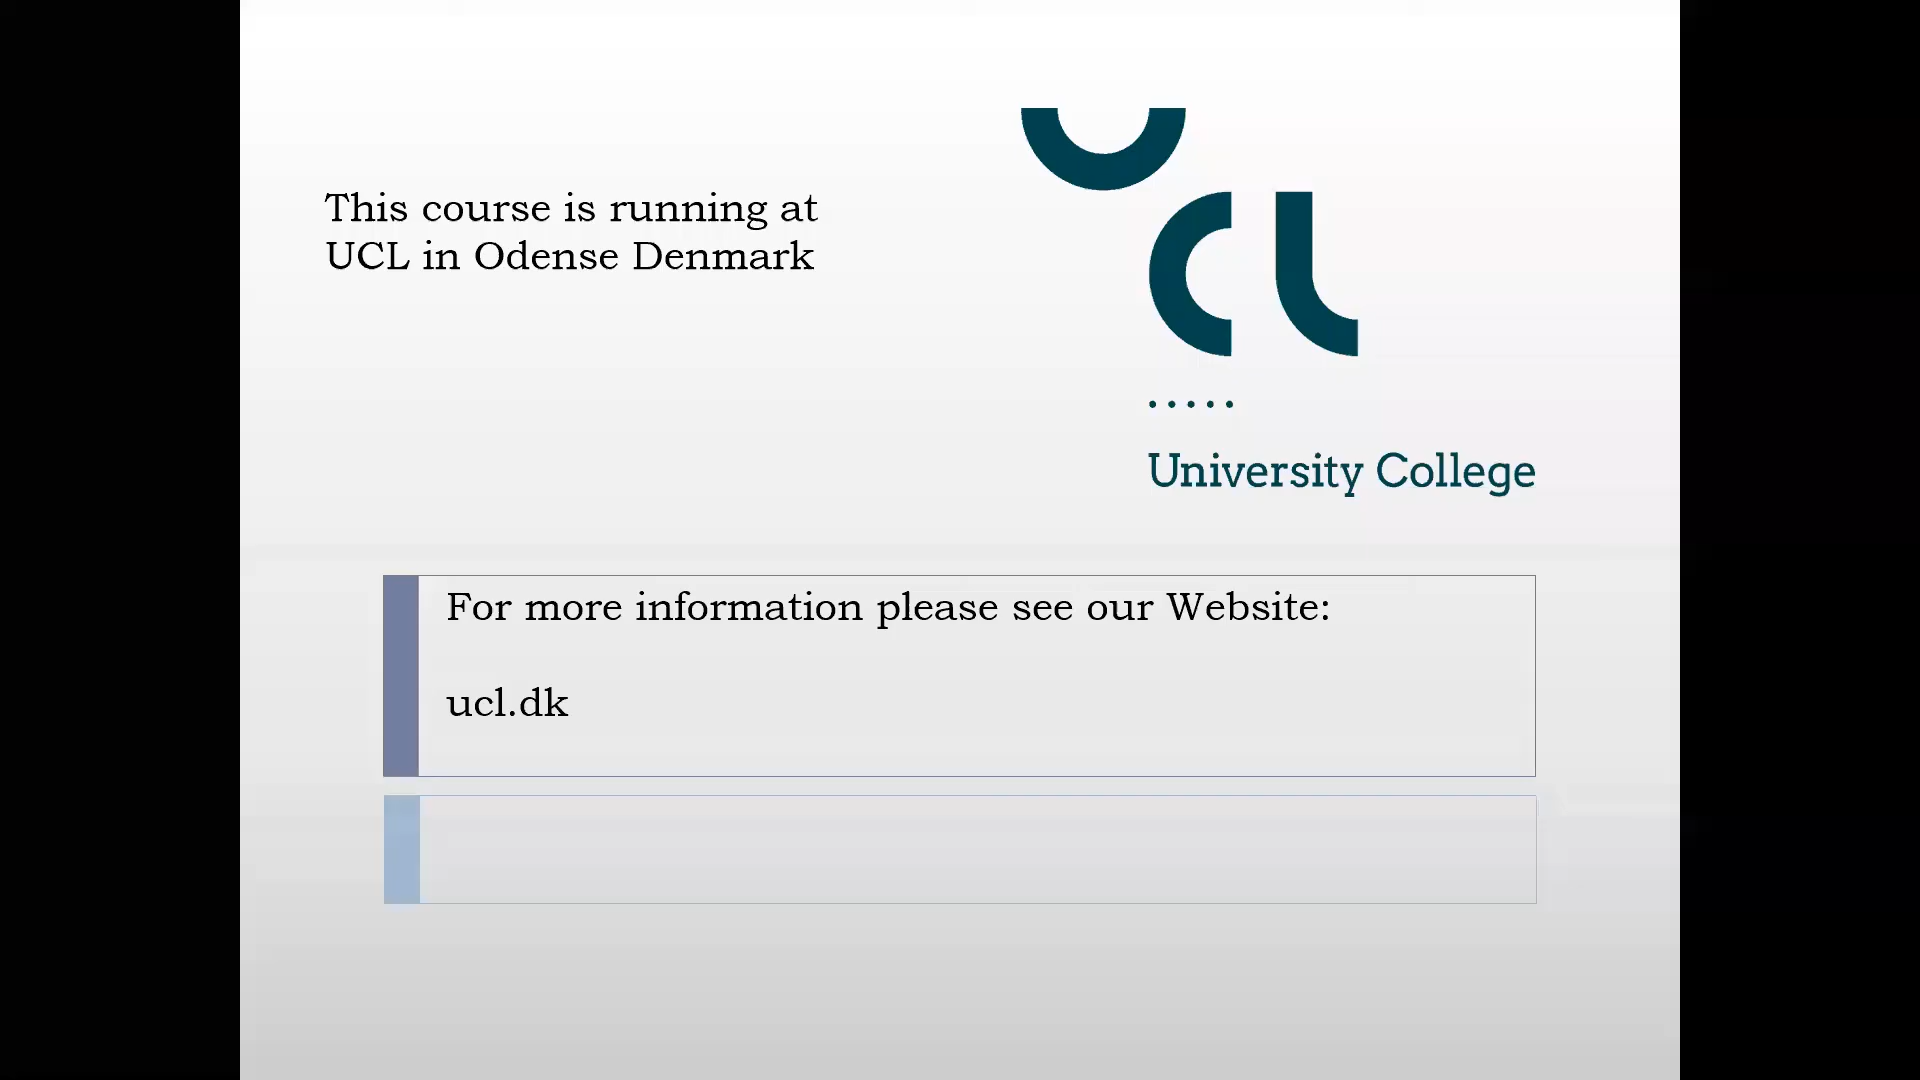 This course is running at
UCL in Odense Denmark
UCL
University College
For more information please see our Website:
ucl.dk